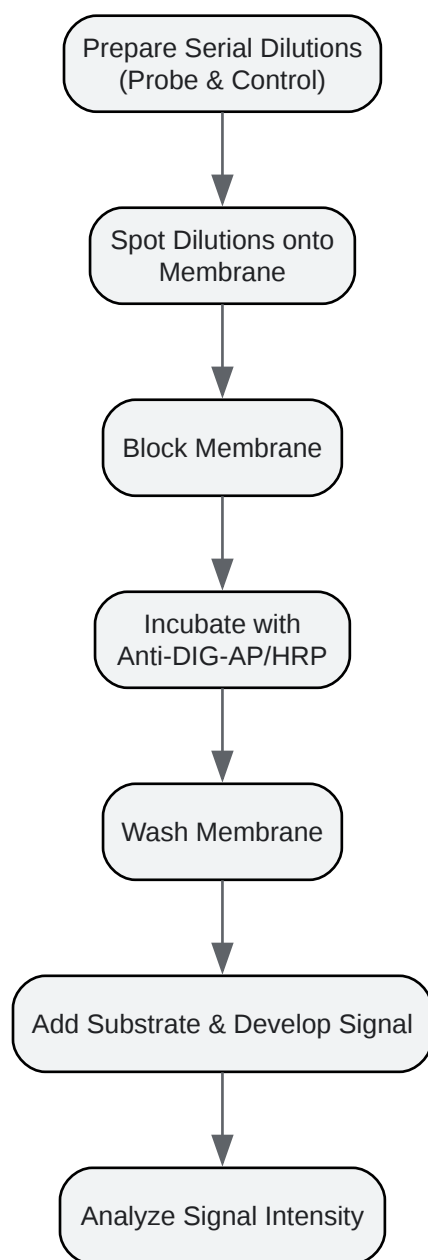 Prepare Serial Dilutions
(Probe & Control)
Spot Dilutions onto
Membrane
Block Membrane
Incubate with
Anti-DIG-AP/HRP
Wash Membrane
Add Substrate & Develop Signal
Analyze Signal Intensity